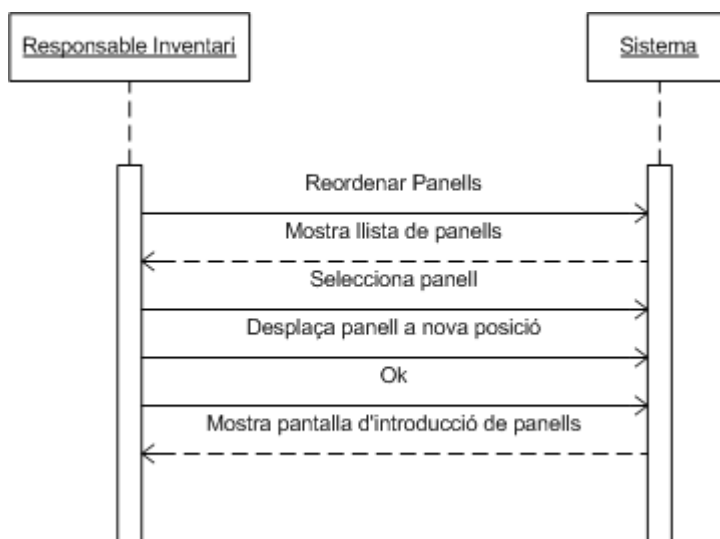 Responsable Inventari
Sistema
Reordenar Panells
Mostra llista de panells
Selecciona panell
Desplaça panell a nova posició
Ok
Mostra pantalla d'introducció de panells